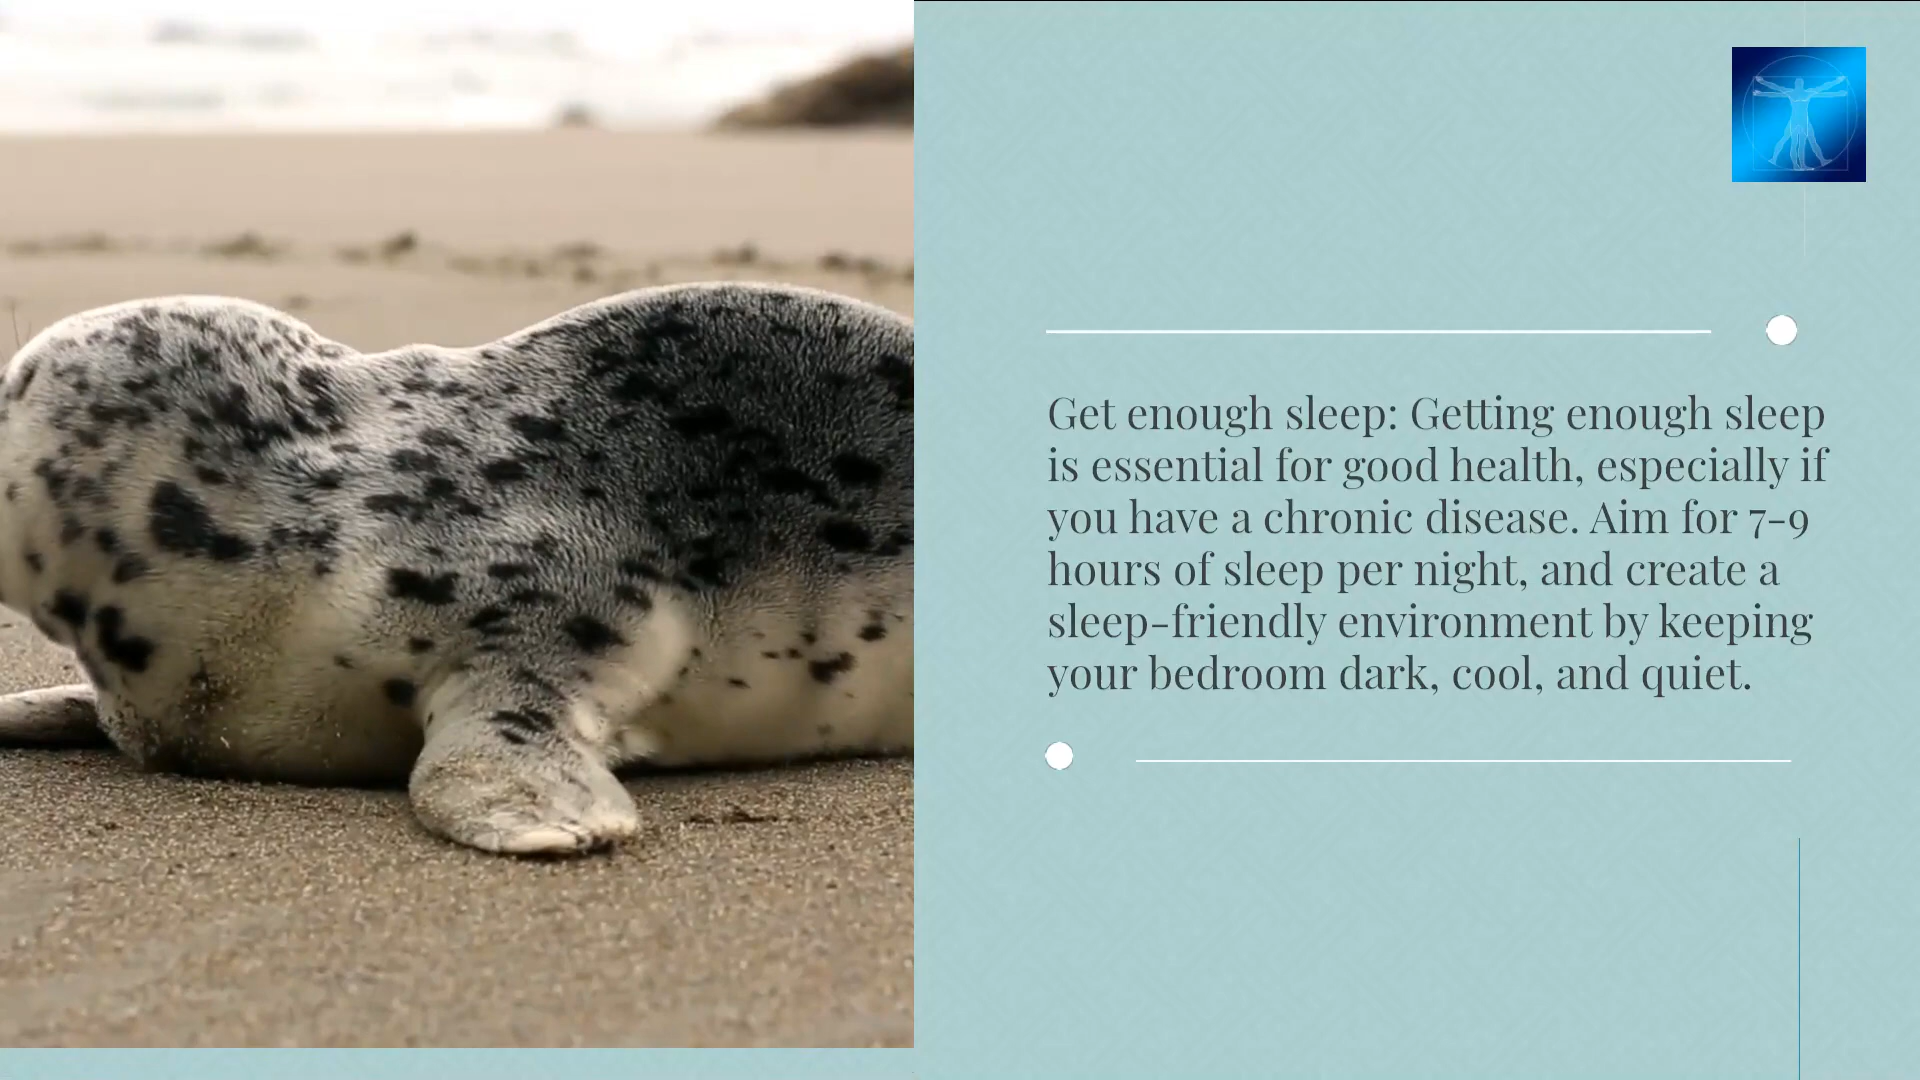 Get enough sleep: Getting enough sleep
is essential for good health, especially if
you have a chronic disease. Aim for 7-9
hours of sleep per night, and create a
sleep-friendly environment by keeping
your bedroom dark, cool, and quiet.